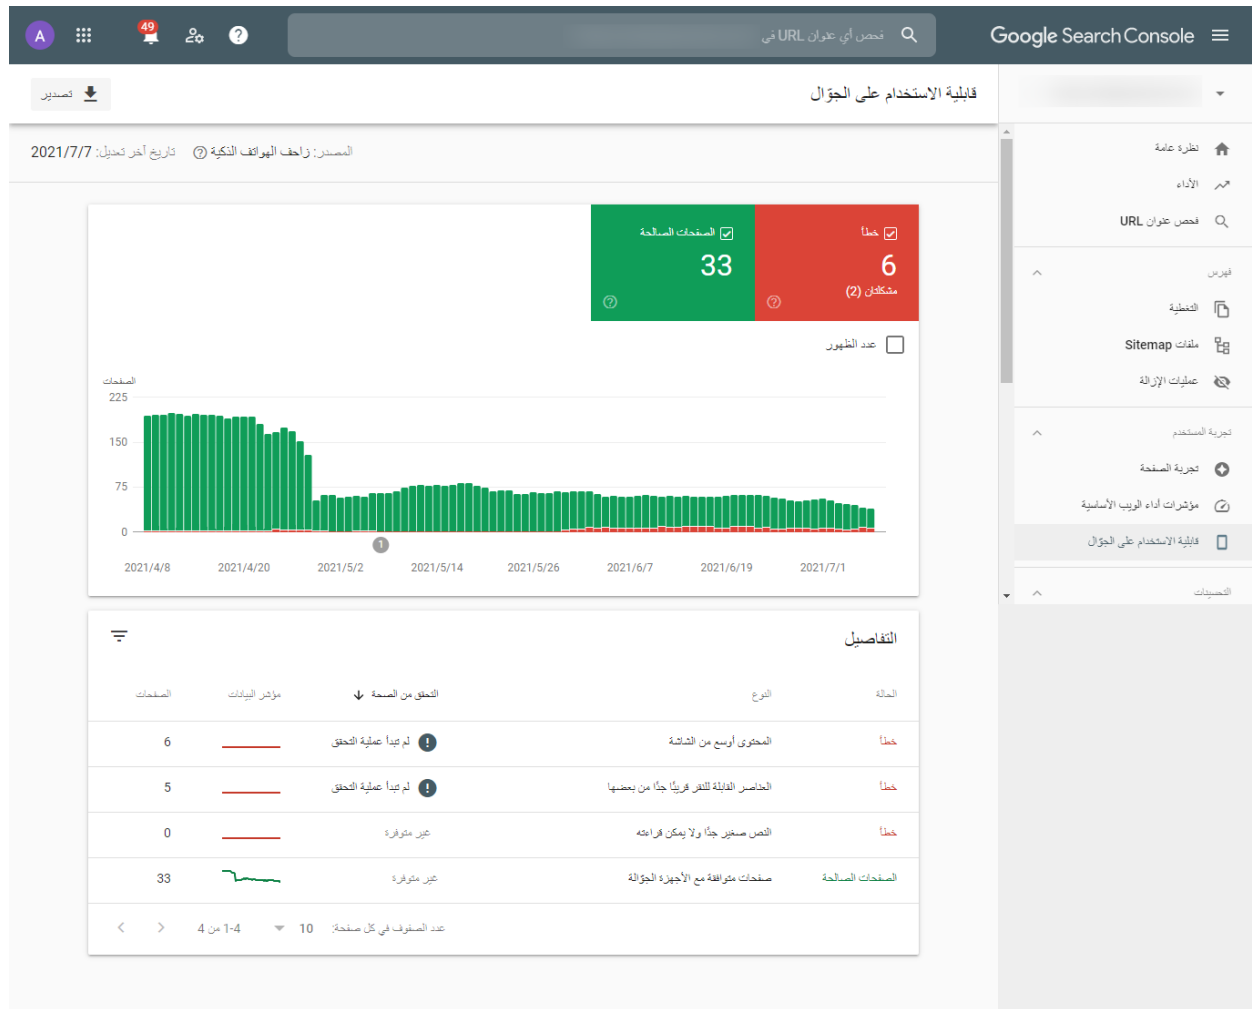 Google Search Console
فحص أي عنوان URL في
49
A
قابلية الاستخدام على الجوّال
تصدير
المصدر: زاحف الهواتف الذكية
تاريخ آخر تعديل: 2021/7/7
نظرة عامة
الأداء
فحص عنوان URL
فهرس
التغطية
ملفات Sitemap
عمليات الإزالة
تجربة المستخدم
تجربة الصفحة
مؤشرات أداء الويب الأساسية
قابلية الاستخدام على الجوّال
التحسينات
خطأ
6
مشكلتان (2)
الصفحات الصالحة
33
عدد الظهور
الصفحات
225
150
75
0
1
2021/4/8 2021/4/20 2021/5/2 2021/5/14 2021/5/26 2021/6/7 2021/6/19 2021/7/1
التفاصيل
الحالة النوع التحقق من الصحة مؤشر البيانات الصفحات
خطأ المحتوى أوسع من الشاشة لم تبدأ عملية التحقق 6
خطأ العناصر القابلة للنقر قريبًا جدًا من بعضها لم تبدأ عملية التحقق 5
خطأ النص صغير جدًا ولا يمكن قراءته غير متوفرة 0
الصفحات الصالحة صفحات متوافقة مع الأجهزة الجوّالة غير متوفرة 33
عدد الصفوف في كل صفحة: 10 1-4 من 4